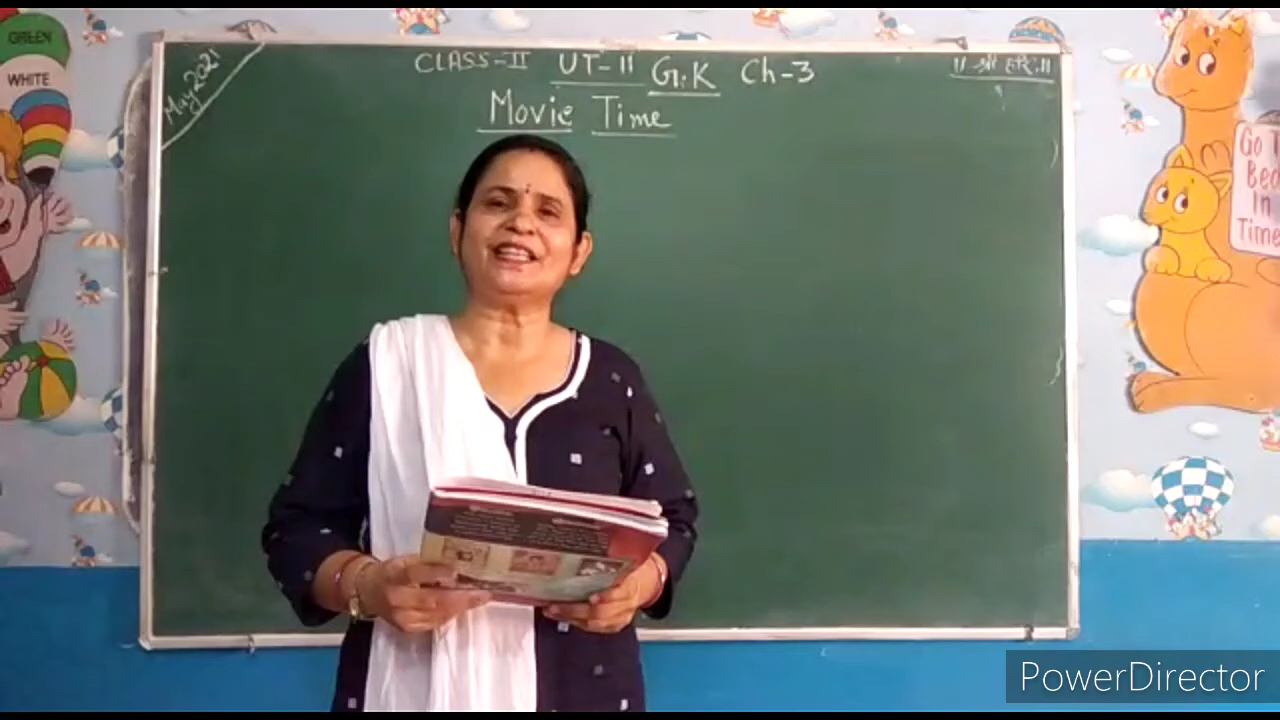 GREEN
WHITE
May 2021
CLASS-II UT-II G.K Ch-3
॥ श्री हरि:॥
Movie Time
Go T
Bed
In
Time
PowerDirector